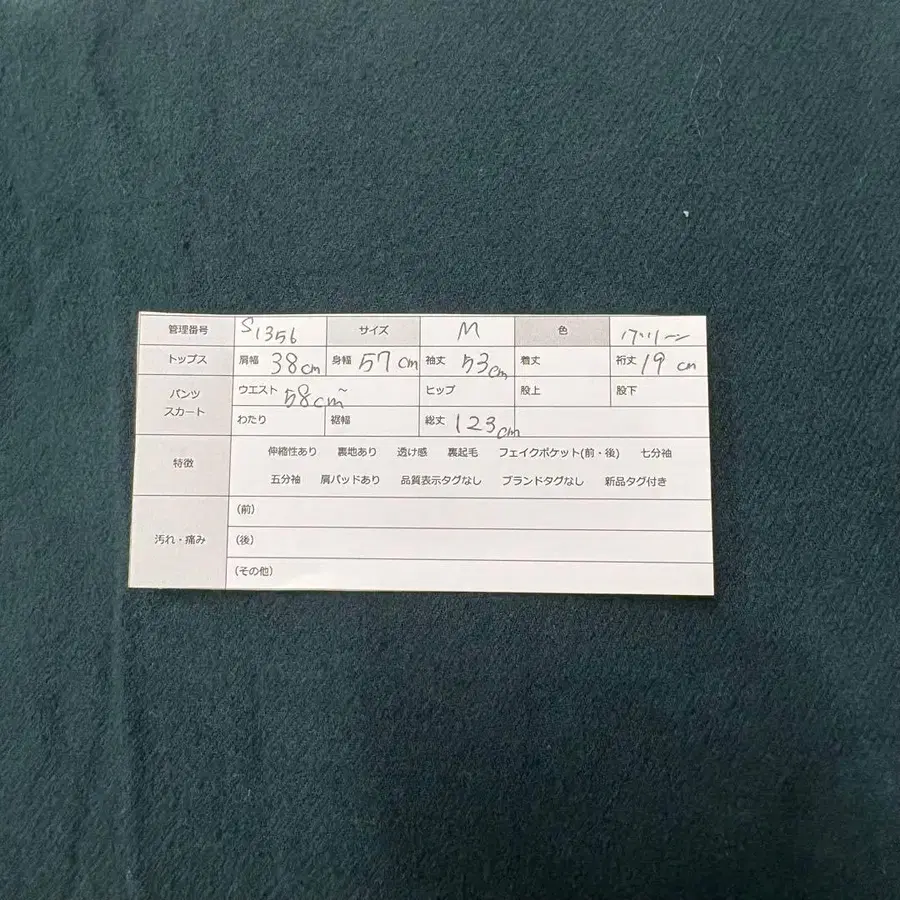 管理番号 S1356 サイズ M 色 グリーン
トップス 肩幅 38cm 身幅 57cm 袖丈 53cm 着丈 裄丈 19cm
パンツ スカート ウエスト 58cm~ ヒップ 股上 股下
わたり 裾幅 総丈 123cm
特徴 伸縮性あり 裏地あり 透け感 裏起毛 フェイクポケット(前・後) 七分袖
五分袖 肩パッドあり 品質表示タグなし ブランドタグなし 新品タグ付き
汚れ・痛み (前)
(後)
(その他)